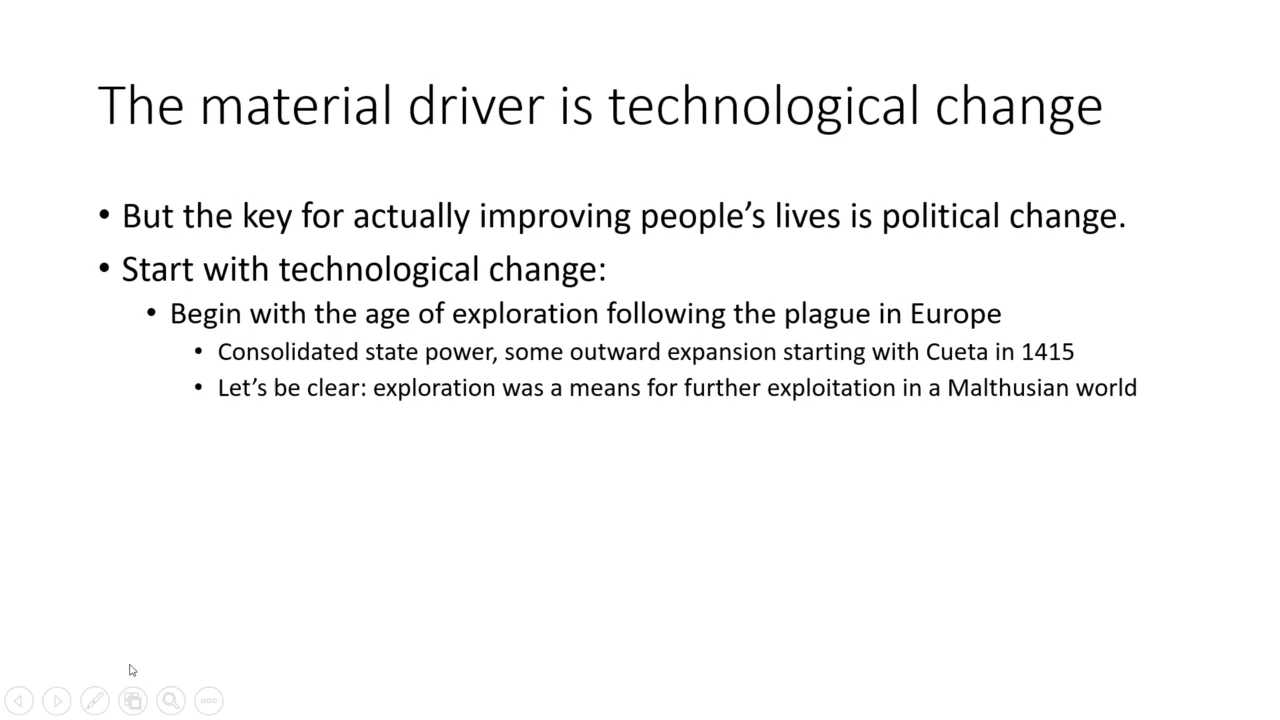 The material driver is technological change
• But the key for actually improving people’s lives is political change.
• Start with technological change:
• Begin with the age of exploration following the plague in Europe
• Consolidated state power, some outward expansion starting with Cueta in 1415
• Let’s be clear: exploration was a means for further exploitation in a Malthusian world